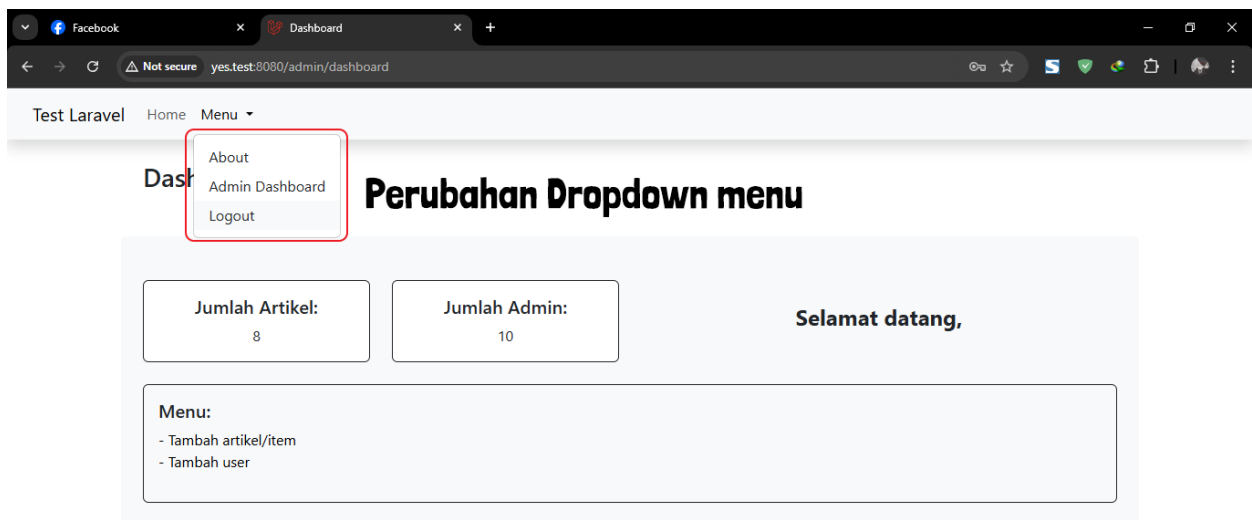 Facebook
Dashboard
Not secure yes.test:8080/admin/dashboard
Test Laravel Home Menu
About
Admin Dashboard
Logout
Dash
Perubahan Dropdown menu
Jumlah Artikel:
8
Jumlah Admin:
10
Selamat datang,
Menu:
- Tambah artikel/item
- Tambah user